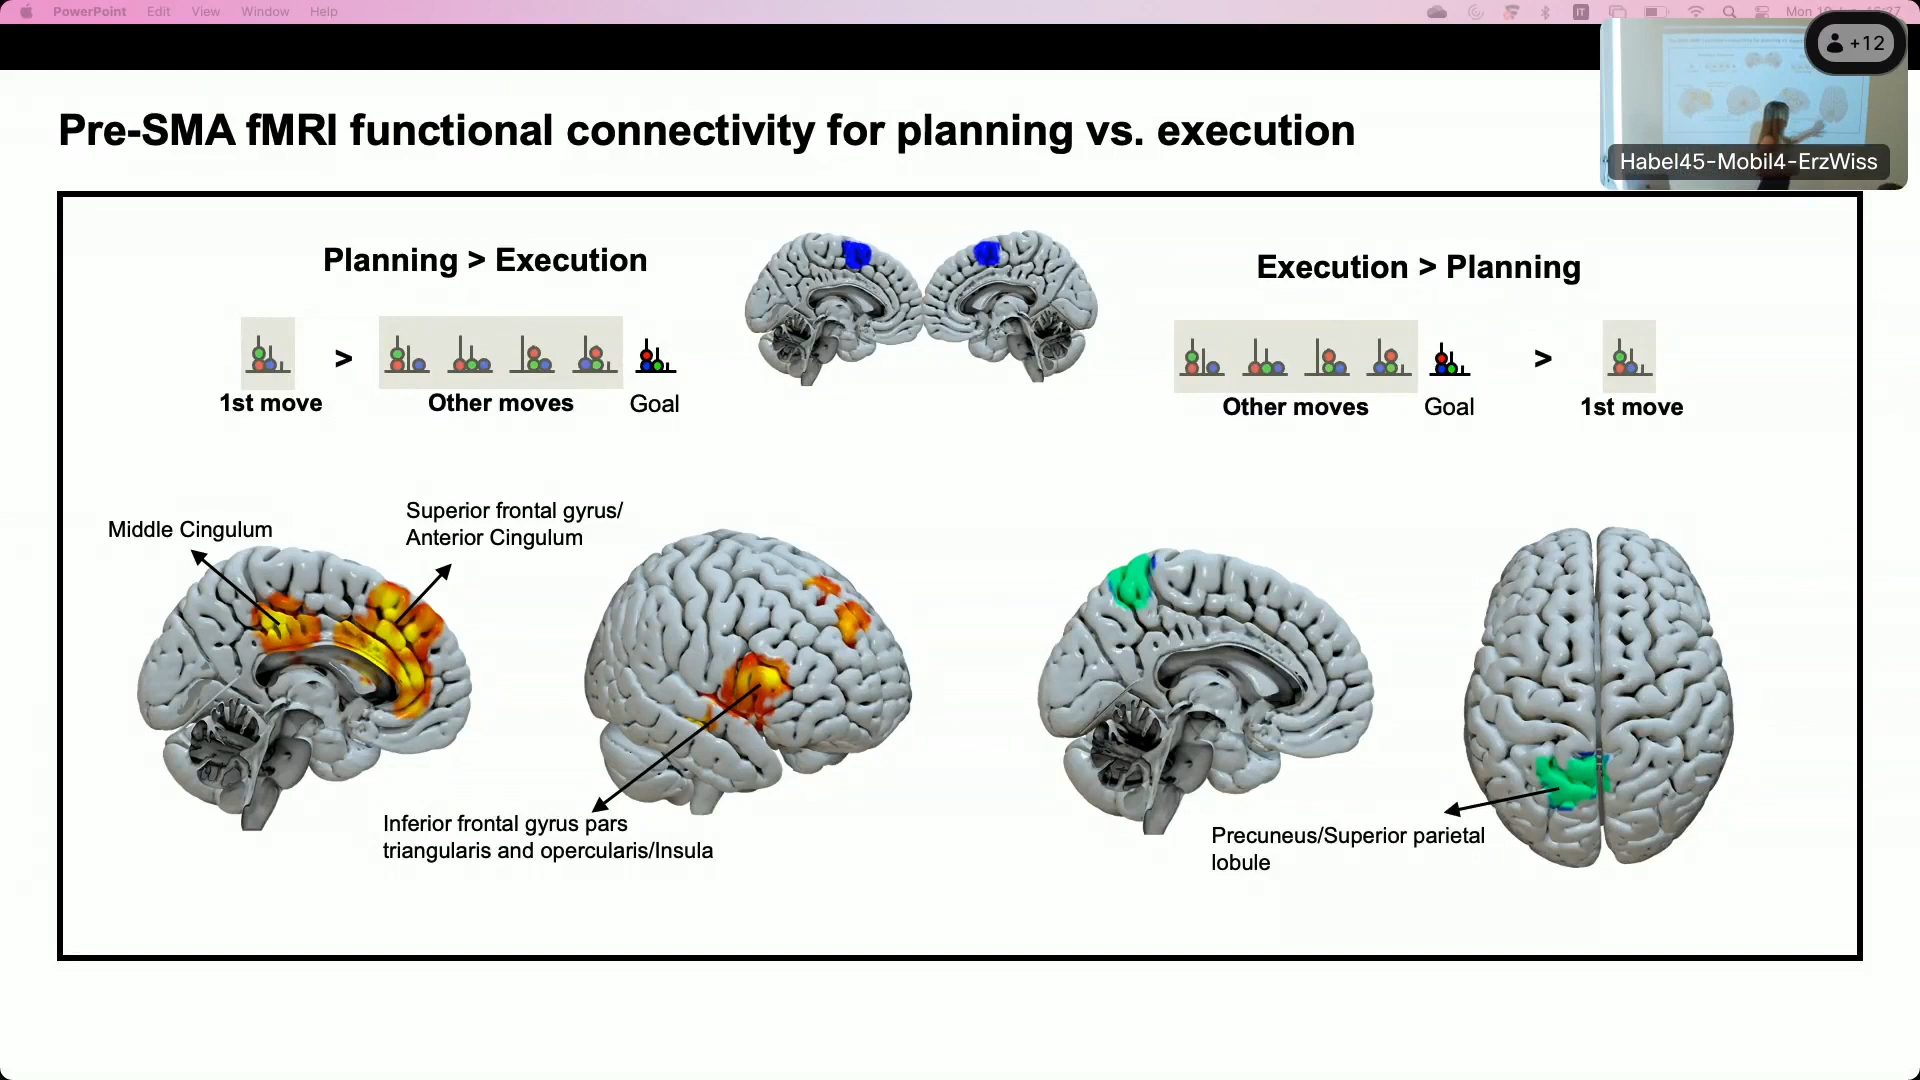 PowerPoint Edit View Window Help
+12
Habel45-Mobil4-ErzWiss
Pre-SMA fMRI functional connectivity for planning vs. execution
Planning > Execution
1st move
>
Other moves
Goal
Execution > Planning
Other moves
Goal
>
1st move
Middle Cingulum
Superior frontal gyrus/
Anterior Cingulum
Inferior frontal gyrus pars
triangularis and opercularis/Insula
Precuneus/Superior parietal
lobule